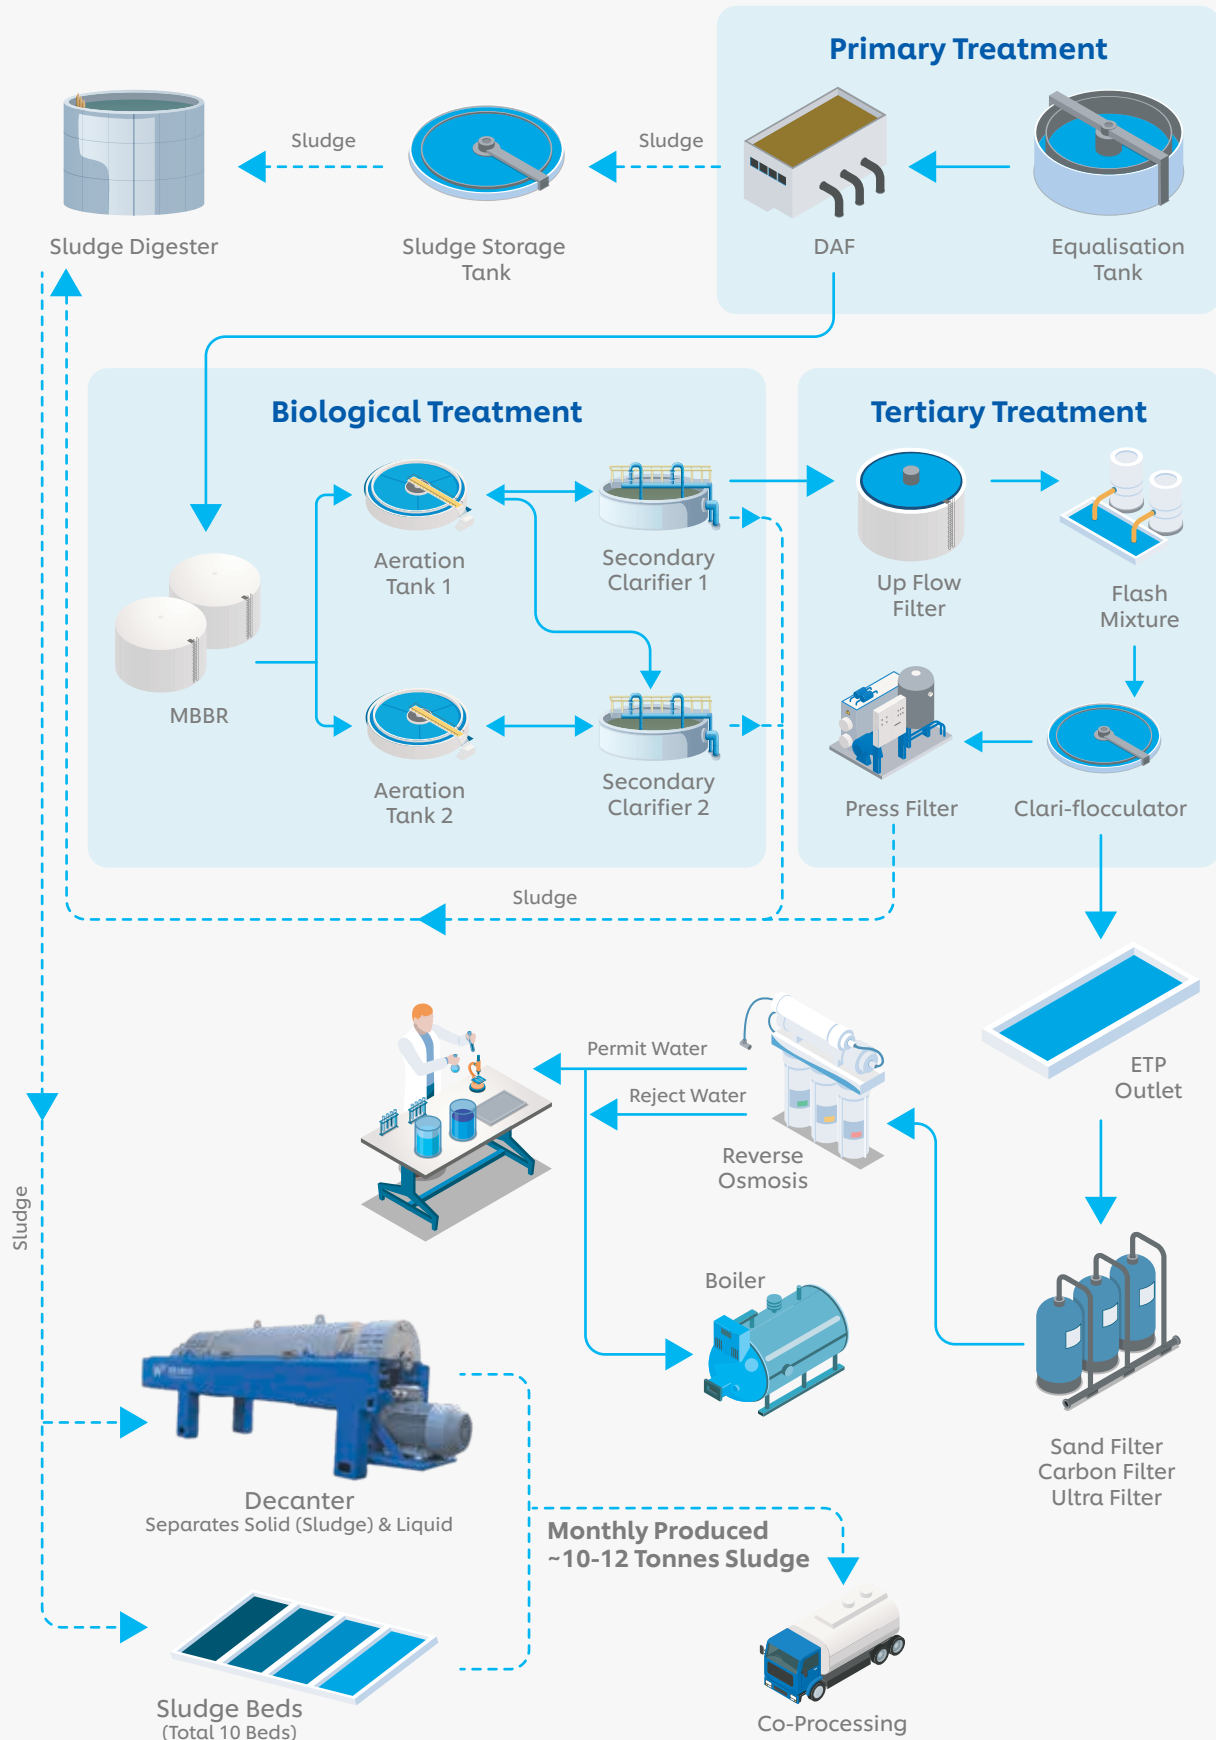 Primary Treatment
Sludge
Sludge
Sludge Digester
Sludge Storage
Tank
DAF
Equalisation
Tank
Biological Treatment
Tertiary Treatment
Aeration
Tank 1
Secondary
Clarifier 1
Up Flow
Filter
Flash
Mixture
MBBR
Aeration
Tank 2
Secondary
Clarifier 2
Press Filter
Clari-flocculator
Sludge
Permit Water
Reject Water
Reverse
Osmosis
ETP
Outlet
Sludge
Boiler
Sand Filter
Carbon Filter
Ultra Filter
Decanter
Separates Solid (Sludge) & Liquid
Monthly Produced
~10-12 Tonnes Sludge
Sludge Beds
(Total 10 Beds)
Co-Processing